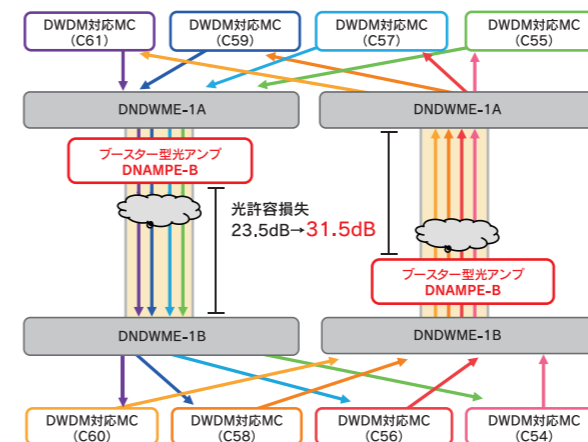 DWDM対応MC
(C61)
DWDM対応MC
(C59)
DWDM対応MC
(C57)
DWDM対応MC
(C55)
DNDWME-1A
DNDWME-1A
ブースター型光アンプ
DNAMPE-B
光許容損失
23.5dB→31.5dB
ブースター型光アンプ
DNAMPE-B
DNDWME-1B
DNDWME-1B
DWDM対応MC
(C60)
DWDM対応MC
(C58)
DWDM対応MC
(C56)
DWDM対応MC
(C54)